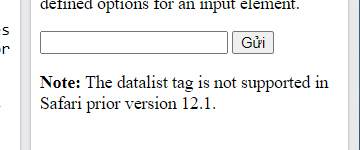 defined options for an input element.
s
or
Gửi
Note: The datalist tag is not supported in
Safari prior version 12.1.